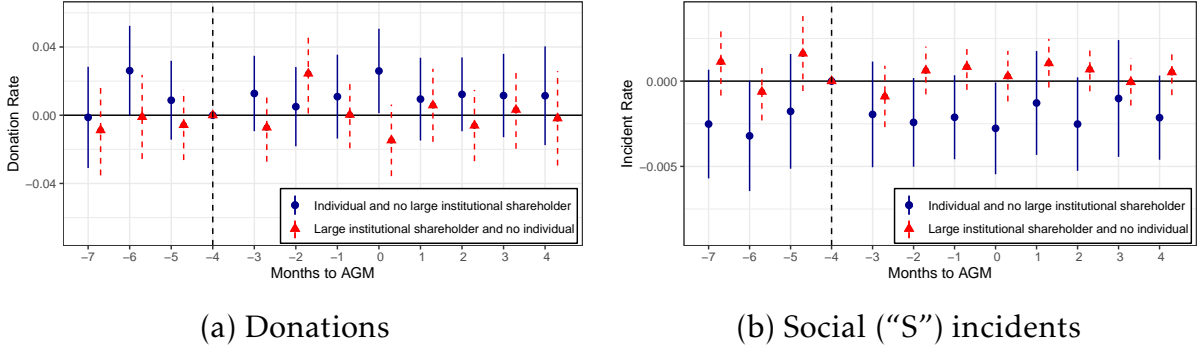 Donation Rate
0.04
0.00
−0.04
Individual and no large institutional shareholder
Large institutional shareholder and no individual
−7 −6 −5 −4 −3 −2 −1 0 1 2 3 4
Months to AGM
(a) Donations
Incident Rate
0.000
−0.005
Individual and no large institutional shareholder
Large institutional shareholder and no individual
−7 −6 −5 −4 −3 −2 −1 0 1 2 3 4
Months to AGM
(b) Social (“S”) incidents